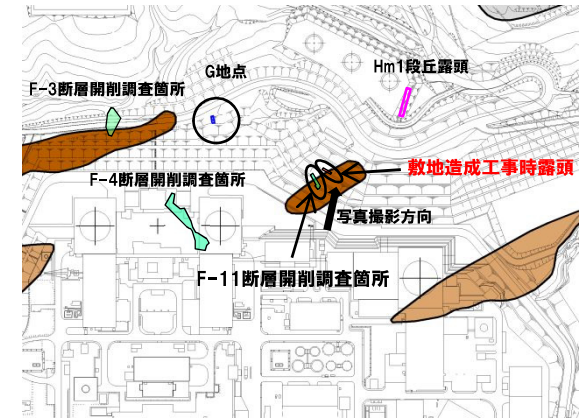 G地点
Hm1段丘露頭
F-3断層開削調査箇所
敷地造成工事時露頭
F-4断層開削調査箇所
写真撮影方向
F-11断層開削調査箇所